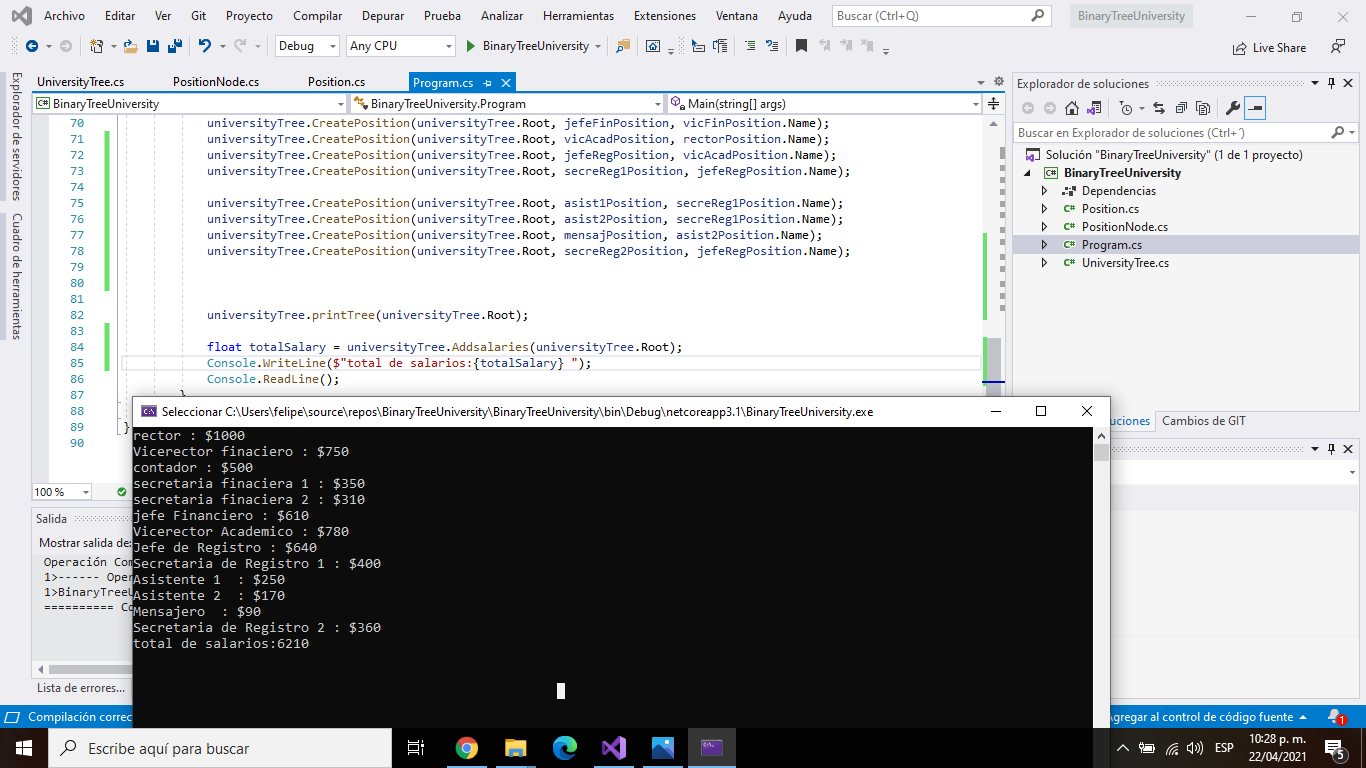 Archivo Editar Ver Git Proyecto Compilar Depurar Prueba Analizar Herramientas Extensiones Ventana Ayuda Buscar (Ctrl+Q) BinaryTreeUniversity
Debug Any CPU BinaryTreeUniversity Live Share
Explorador de servidores
Cuadro de herramientas
UniversityTree.cs PositionNode.cs Position.cs Program.cs
BinaryTreeUniversity BinaryTreeUniversity.Program Main(string[] args)
70 universityTree.CreatePosition(universityTree.Root, jefeFinPosition, vicFinPosition.Name);
71 universityTree.CreatePosition(universityTree.Root, vicAcadPosition, rectorPosition.Name);
72 universityTree.CreatePosition(universityTree.Root, jefeRegPosition, vicAcadPosition.Name);
73 universityTree.CreatePosition(universityTree.Root, secreReg1Position, jefeRegPosition.Name);
74
75 universityTree.CreatePosition(universityTree.Root, asist1Position, secreReg1Position.Name);
76 universityTree.CreatePosition(universityTree.Root, asist2Position, secreReg1Position.Name);
77 universityTree.CreatePosition(universityTree.Root, mensajPosition, asist2Position.Name);
78 universityTree.CreatePosition(universityTree.Root, secreReg2Position, jefeRegPosition.Name);
79
80
81
82 universityTree.printTree(universityTree.Root);
83
84 float totalSalary = universityTree.Addsalaries(universityTree.Root);
85 Console.WriteLine($"total de salarios:{totalSalary} ");
86 Console.ReadLine();
87 }
88
89 }
90
100 %
Explorador de soluciones
Buscar en Explorador de soluciones (Ctrl+´)
Solución "BinaryTreeUniversity" (1 de 1 proyecto)
BinaryTreeUniversity
Dependencias
C# Position.cs
C# PositionNode.cs
C# Program.cs
C# UniversityTree.cs
uciones Cambios de GIT
Salida
Mostrar salida de:
Operación Com
1>------ Oper
1>BinaryTreeU
========== Co
Lista de errores...
Seleccionar C:\Users\felipe\source\repos\BinaryTreeUniversity\BinaryTreeUniversity\bin\Debug\netcoreapp3.1\BinaryTreeUniversity.exe
rector : $1000
Vicerector finaciero : $750
contador : $500
secretaria finaciera 1 : $350
secretaria finaciera 2 : $310
jefe Financiero : $610
Vicerector Academico : $780
Jefe de Registro : $640
Secretaria de Registro 1 : $400
Asistente 1  : $250
Asistente 2  : $170
Mensajero  : $90
Secretaria de Registro 2 : $360
total de salarios:6210
Compilación correc
Agregar al control de código fuente 1
Escribe aquí para buscar
ESP 10:28 p. m.
22/04/2021 5